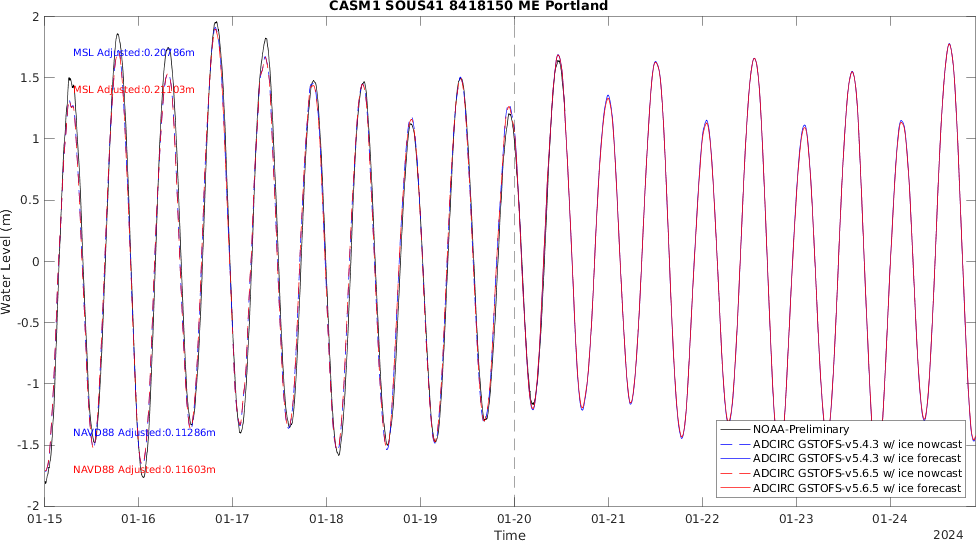 CASM1 SOUS41 8418150 ME Portland
2
1.5
1
0.5
0
-0.5
-1
-1.5
-2
Water Level (m)
MSL Adjusted:0.20786m
MSL Adjusted:0.21103m
NAVD88 Adjusted:0.11286m
NAVD88 Adjusted:0.11603m
NOAA-Preliminary
ADCIRC GSTOFS-v5.4.3 w/ ice nowcast
ADCIRC GSTOFS-v5.4.3 w/ ice forecast
ADCIRC GSTOFS-v5.6.5 w/ ice nowcast
ADCIRC GSTOFS-v5.6.5 w/ ice forecast
01-15 01-16 01-17 01-18 01-19 01-20 01-21 01-22 01-23 01-24
Time
2024